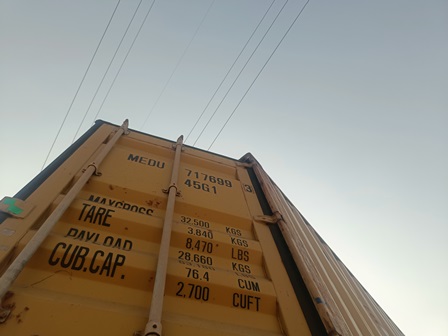 MEDU 717699 3
45G1
MAXGROSS 32.500 KGS
TARE 3.840 KGS
8,470 LBS
PAYLOAD 28.660 KGS
CUB.CAP. 76.4 CUM
2,700 CUFT